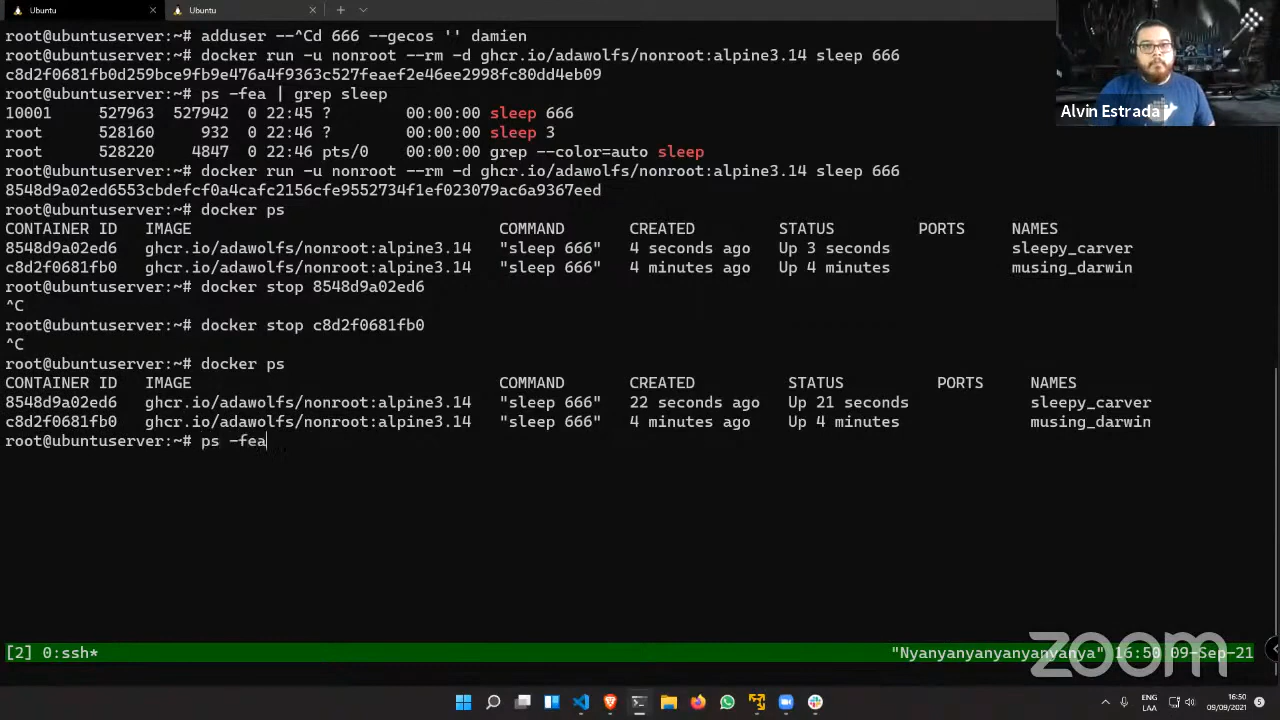 Ubuntu
Ubuntu
root@ubuntuserver:~# adduser --^Cd 666 --gecos '' damien
root@ubuntuserver:~# docker run -u nonroot --rm -d ghcr.io/adawolfs/nonroot:alpine3.14 sleep 666
c8d2f0681fb0d259bce9fb9e476a4f9363c527feaef2e46ee2998fc80dd4eb09
root@ubuntuserver:~# ps -fea | grep sleep
10001 527963 527942 0 22:45 ? 00:00:00 sleep 666
root 528160 932 0 22:46 ? 00:00:00 sleep 3
root 528220 4847 0 22:46 pts/0 00:00:00 grep --color=auto sleep
root@ubuntuserver:~# docker run -u nonroot --rm -d ghcr.io/adawolfs/nonroot:alpine3.14 sleep 666
8548d9a02ed6553cbdefcf0a4cafc2156cfe9552734f1ef023079ac6a9367eed
root@ubuntuserver:~# docker ps
CONTAINER ID IMAGE COMMAND CREATED STATUS PORTS NAMES
8548d9a02ed6 ghcr.io/adawolfs/nonroot:alpine3.14 "sleep 666" 4 seconds ago Up 3 seconds sleepy_carver
c8d2f0681fb0 ghcr.io/adawolfs/nonroot:alpine3.14 "sleep 666" 4 minutes ago Up 4 minutes musing_darwin
root@ubuntuserver:~# docker stop 8548d9a02ed6
^C
root@ubuntuserver:~# docker stop c8d2f0681fb0
^C
root@ubuntuserver:~# docker ps
CONTAINER ID IMAGE COMMAND CREATED STATUS PORTS NAMES
8548d9a02ed6 ghcr.io/adawolfs/nonroot:alpine3.14 "sleep 666" 22 seconds ago Up 21 seconds sleepy_carver
c8d2f0681fb0 ghcr.io/adawolfs/nonroot:alpine3.14 "sleep 666" 4 minutes ago Up 4 minutes musing_darwin
root@ubuntuserver:~# ps -fea
Alvin Estrada
[2] 0:ssh* "Nyanyanyanyanyanvanya" 16:50 09-Sep-21
zoom
ENG
LAA
16:50
09/09/2021
5